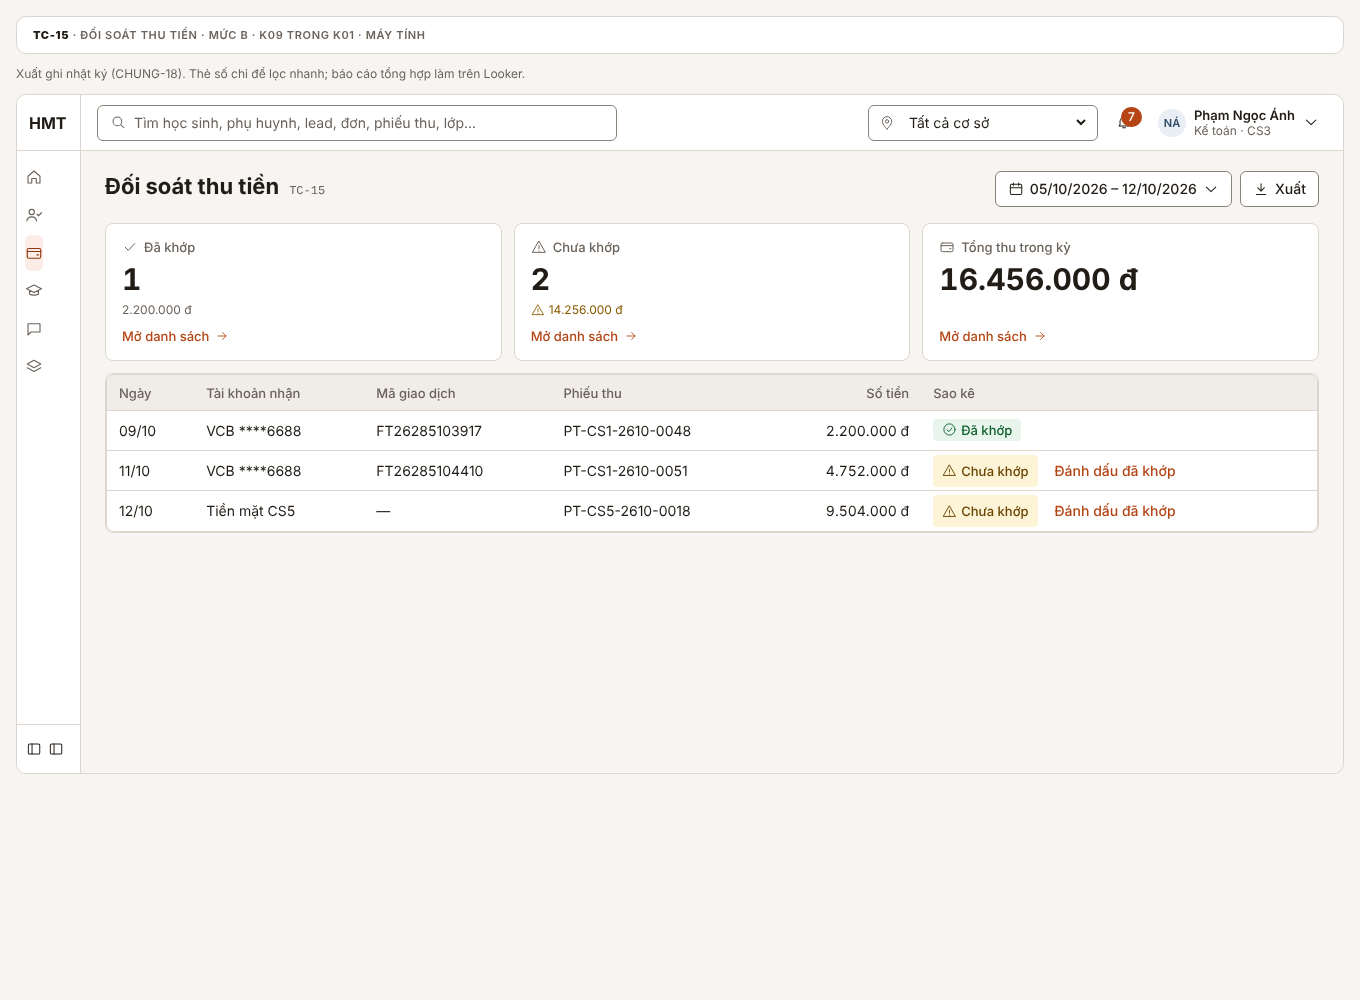 TC-15 · ĐỐI SOÁT THU TIỀN · MỨC B · K09 TRONG K01 · MÁY TÍNH
Xuất ghi nhật ký (CHUNG-18). Thẻ số chỉ để lọc nhanh; báo cáo tổng hợp làm trên Looker.
HMT
Tìm học sinh, phụ huynh, lead, đơn, phiếu thu, lớp...
Tất cả cơ sở
7
NÁ
Phạm Ngọc Ánh
Kế toán · CS3
Đối soát thu tiền TC-15
05/10/2026 – 12/10/2026
Xuất
Đã khớp
1
2.200.000 đ
Mở danh sách →
Chưa khớp
2
14.256.000 đ
Mở danh sách →
Tổng thu trong kỳ
16.456.000 đ
Mở danh sách →
Ngày Tài khoản nhận Mã giao dịch Phiếu thu Số tiền Sao kê
09/10 VCB ****6688 FT26285103917 PT-CS1-2610-0048 2.200.000 đ Đã khớp
11/10 VCB ****6688 FT26285104410 PT-CS1-2610-0051 4.752.000 đ Chưa khớp Đánh dấu đã khớp
12/10 Tiền mặt CS5 — PT-CS5-2610-0018 9.504.000 đ Chưa khớp Đánh dấu đã khớp